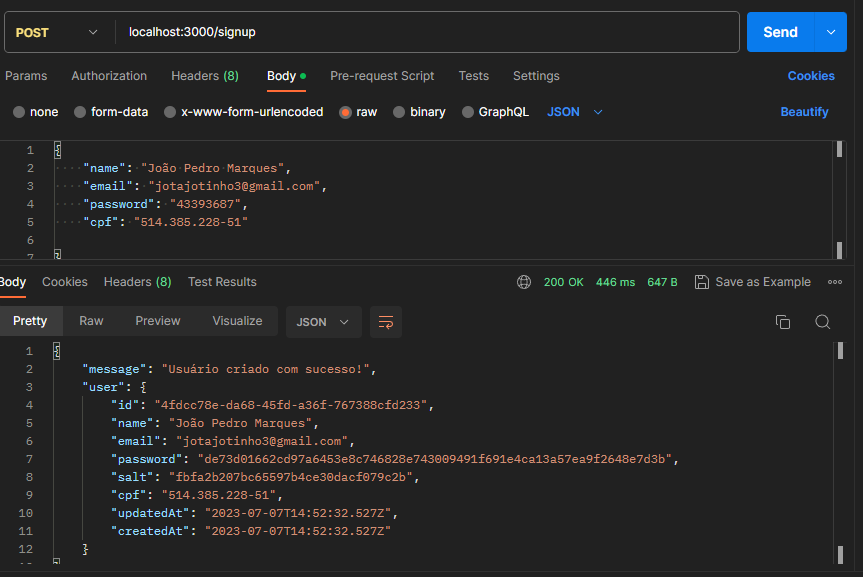 POST localhost:3000/signup Send
Params Authorization Headers (8) Body Pre-request Script Tests Settings Cookies
none form-data x-www-form-urlencoded raw binary GraphQL JSON Beautify
1 {
2 "name": "João Pedro Marques",
3 "email": "jotajotinho3@gmail.com",
4 "password": "43393687",
5 "cpf": "514.385.228-51"
6
7 }
Body Cookies Headers (8) Test Results 200 OK 446 ms 647 B Save as Example
Pretty Raw Preview Visualize JSON
1 {
2 "message": "Usuário criado com sucesso!",
3 "user": {
4 "id": "4fdcc78e-da68-45fd-a36f-767388cfd233",
5 "name": "João Pedro Marques",
6 "email": "jotajotinho3@gmail.com",
7 "password": "de73d01662cd97a6453e8c746828e743009491f691e4ca13a57ea9f2648e7d3b",
8 "salt": "fbfa2b207bc65597b4ce30dacf079c2b",
9 "cpf": "514.385.228-51",
10 "updatedAt": "2023-07-07T14:52:32.527Z",
11 "createdAt": "2023-07-07T14:52:32.527Z"
12 }
}